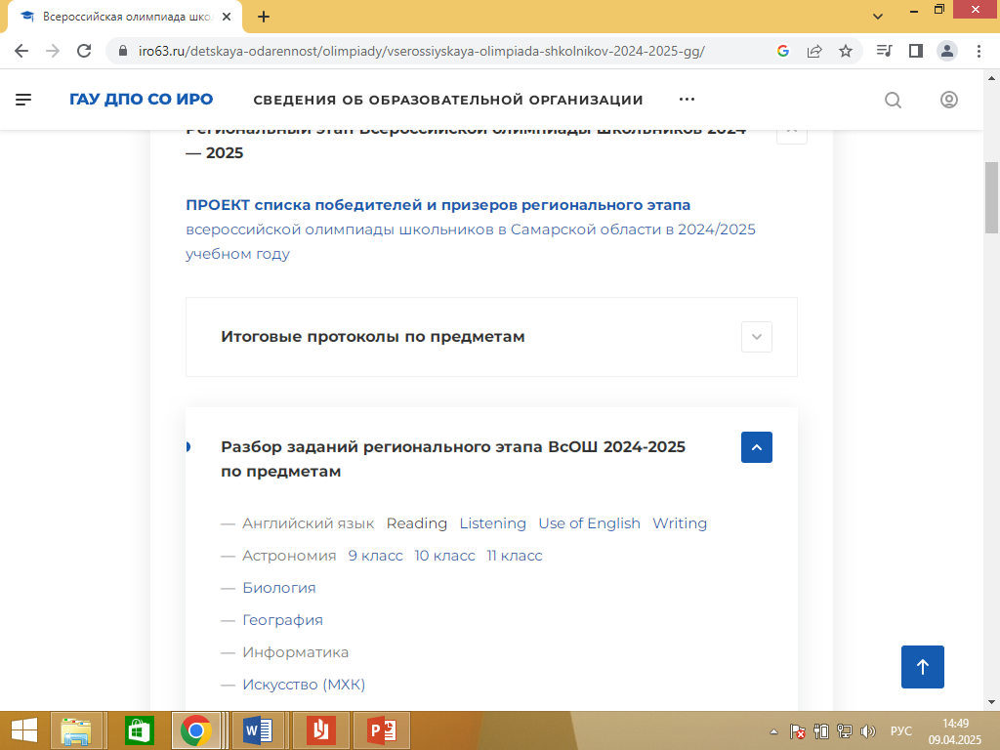 Всероссийская олимпиада шко
iro63.ru/detskaya-odarennost/olimpiady/vserossiyskaya-olimpiada-shkolnikov-2024-2025-gg/
ГАУ ДПО СО ИРО СВЕДЕНИЯ ОБ ОБРАЗОВАТЕЛЬНОЙ ОРГАНИЗАЦИИ ...
Региональный этап Всероссийской олимпиады школьников 2024
— 2025
ПРОЕКТ списка победителей и призеров регионального этапа
всероссийской олимпиады школьников в Самарской области в 2024/2025
учебном году
Итоговые протоколы по предметам
Разбор заданий регионального этапа ВсОШ 2024-2025
по предметам
— Английский язык Reading Listening Use of English Writing
— Астрономия 9 класс 10 класс 11 класс
— Биология
— География
— Информатика
— Искусство (МХК)
РУС
14:49
09.04.2025